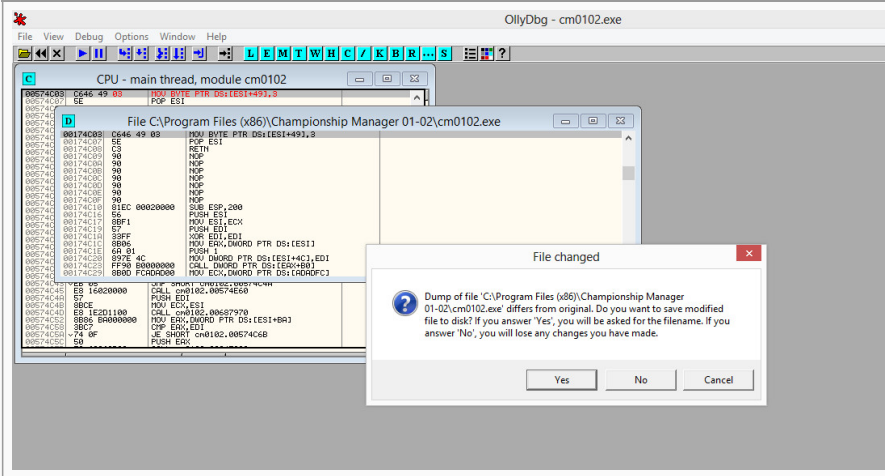 OllyDbg - cm0102.exe
File View Debug Options Window Help
L E M T W H C / K B R ... S ?
C CPU - main thread, module cm0102
00574C03 C646 49 03 MOV BYTE PTR DS:[ESI+49],3
00574C07 5E POP ESI
D File C:\Program Files (x86)\Championship Manager 01-02\cm0102.exe
00174C03 C646 49 03 MOV BYTE PTR DS:[ESI+49],3
00174C07 5E POP ESI
00174C08 C3 RETN
00174C09 90 NOP
00174C0A 90 NOP
00174C0B 90 NOP
00174C0C 90 NOP
00174C0D 90 NOP
00174C0E 90 NOP
00174C0F 90 NOP
00174C10 81EC 00020000 SUB ESP,200
00174C16 56 PUSH ESI
00174C17 8BF1 MOV ESI,ECX
00174C19 57 PUSH EDI
00174C1A 33FF XOR EDI,EDI
00174C1C 8B06 MOV EAX,DWORD PTR DS:[ESI]
00174C1E 6A 01 PUSH 1
00174C20 897E 4C MOV DWORD PTR DS:[ESI+4C],EDI
00174C23 FF90 B0000000 CALL DWORD PTR DS:[EAX+B0]
00174C29 8B0D FCADAD00 MOV ECX,DWORD PTR DS:[ADADFC]
00574C43 EB 05 JMP SHORT cm0102.00574C4A
00574C45 E8 16020000 CALL cm0102.00574E60
00574C4A 57 PUSH EDI
00574C4B 8BCE MOV ECX,ESI
00574C4D E8 1E2D1100 CALL cm0102.00687970
00574C52 8B86 BA000000 MOV EAX,DWORD PTR DS:[ESI+BA]
00574C58 3BC7 CMP EAX,EDI
00574C5A 74 0F JE SHORT cm0102.00574C6B
00574C5C 50 PUSH EAX
File changed
Dump of file 'C:\Program Files (x86)\Championship Manager
01-02\cm0102.exe' differs from original. Do you want to save modified
file to disk? If you answer 'Yes', you will be asked for the filename. If you
answer 'No', you will lose any changes you have made.
Yes No Cancel